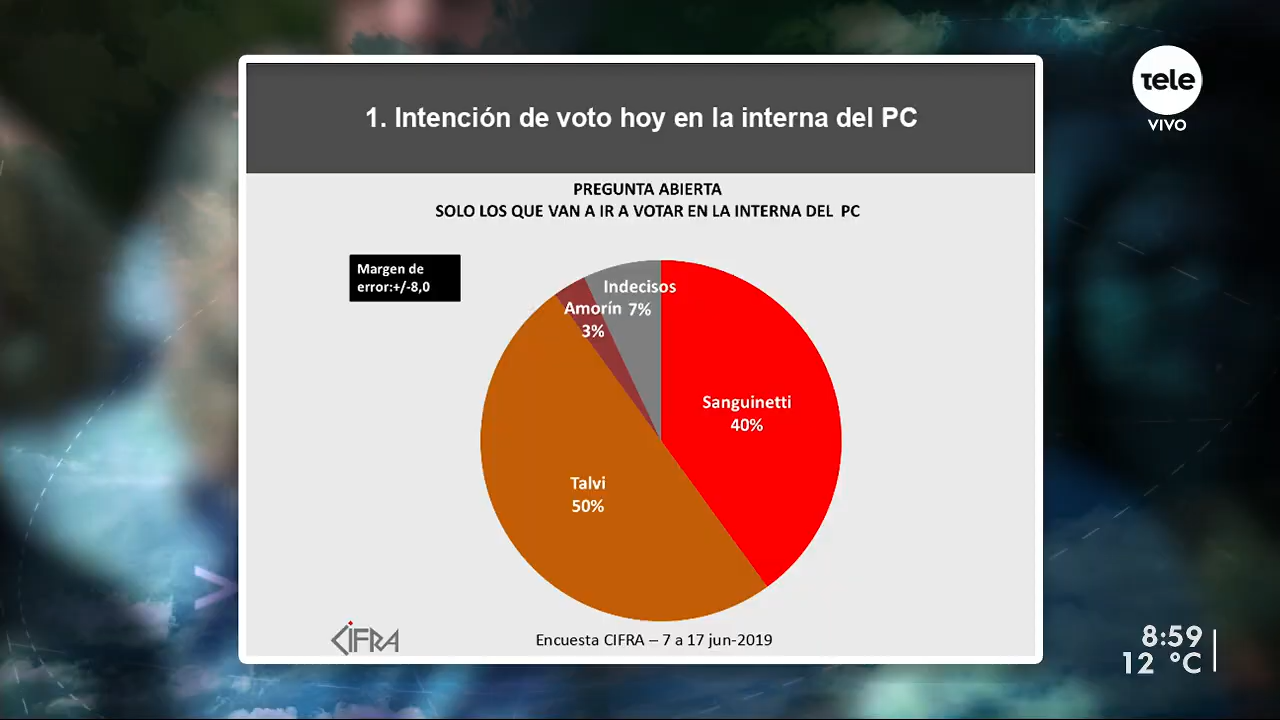 1. Intención de voto hoy en la interna del PC
tele
VIVO
PREGUNTA ABIERTA
SOLO LOS QUE VAN A IR A VOTAR EN LA INTERNA DEL PC
Margen de
error:+/-8,0
Indecisos
7%
Amorín
3%
Sanguinetti
40%
Talvi
50%
CIFRA
Encuesta CIFRA – 7 a 17 jun-2019
8:59
12 °C